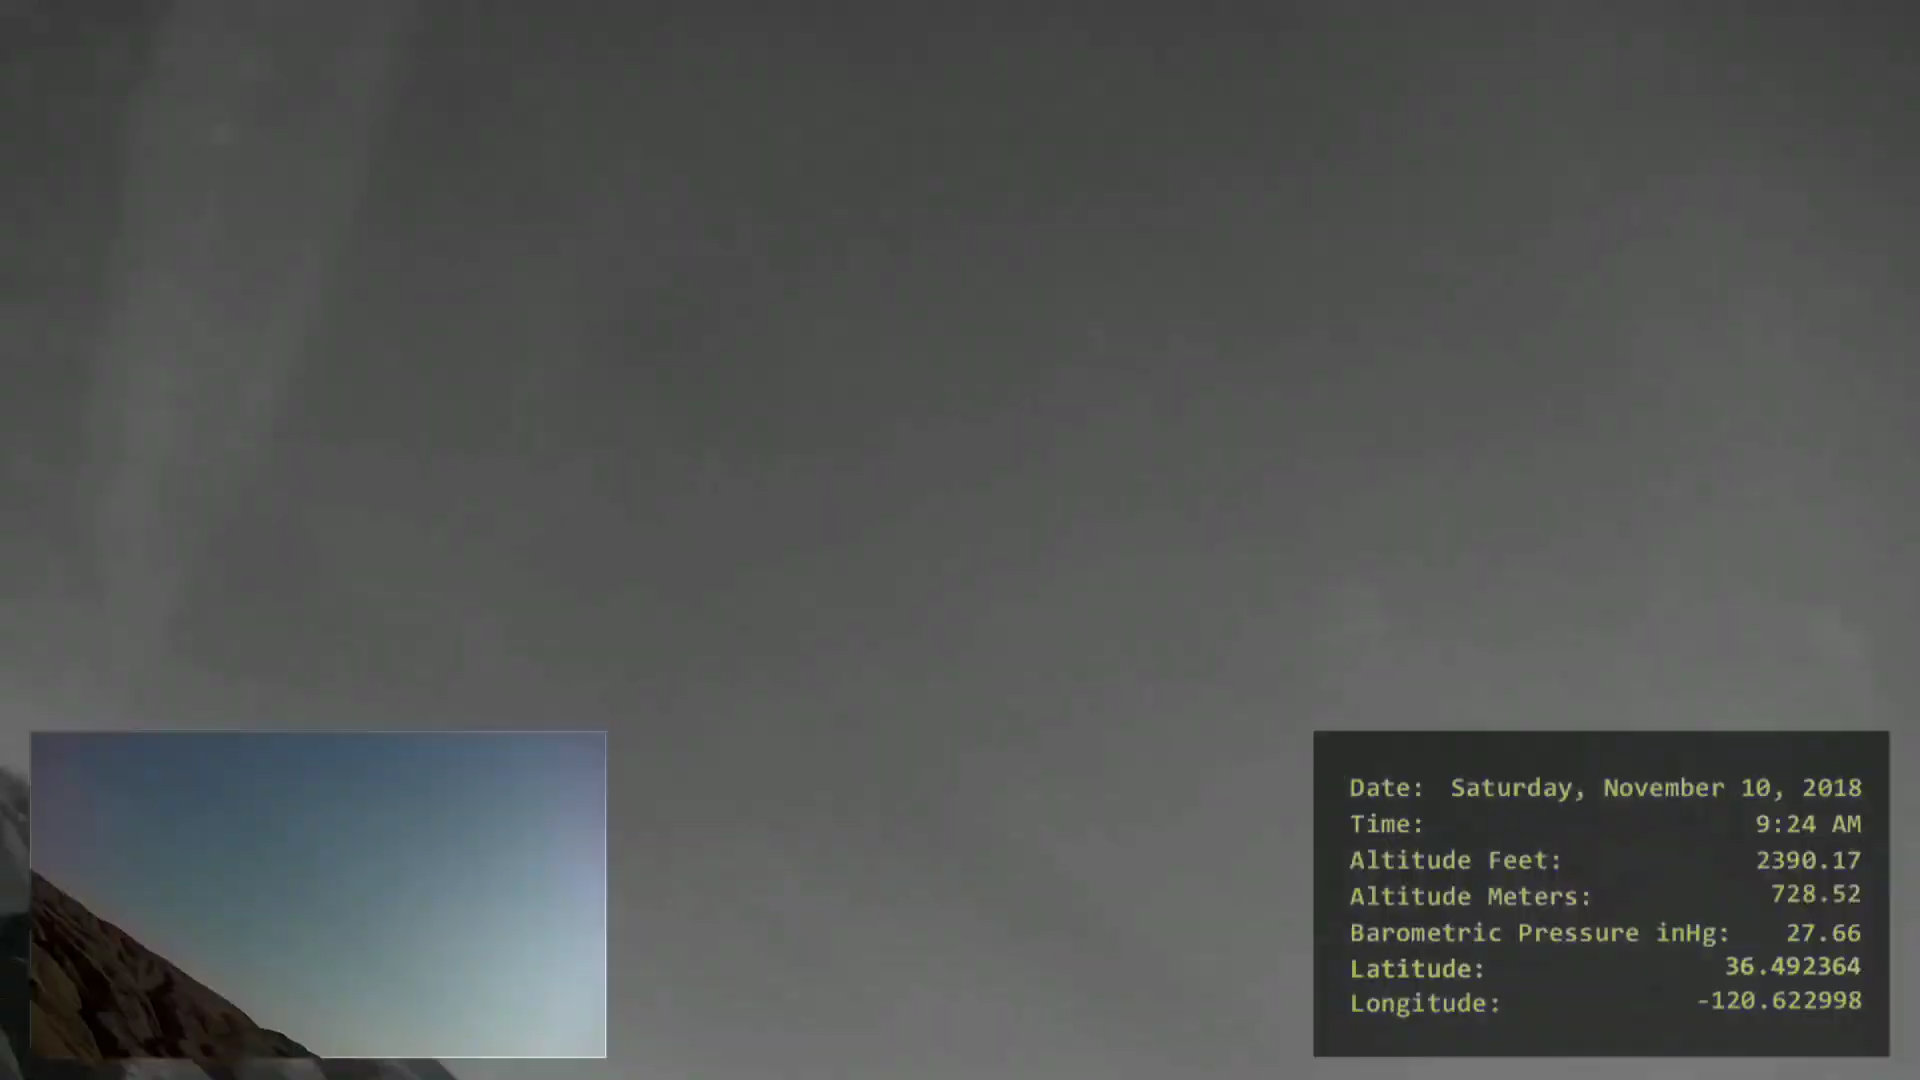 Date: Saturday, November 10, 2018
Time: 9:24 AM
Altitude Feet: 2390.17
Altitude Meters: 728.52
Barometric Pressure inHg: 27.66
Latitude: 36.492364
Longitude: -120.622998